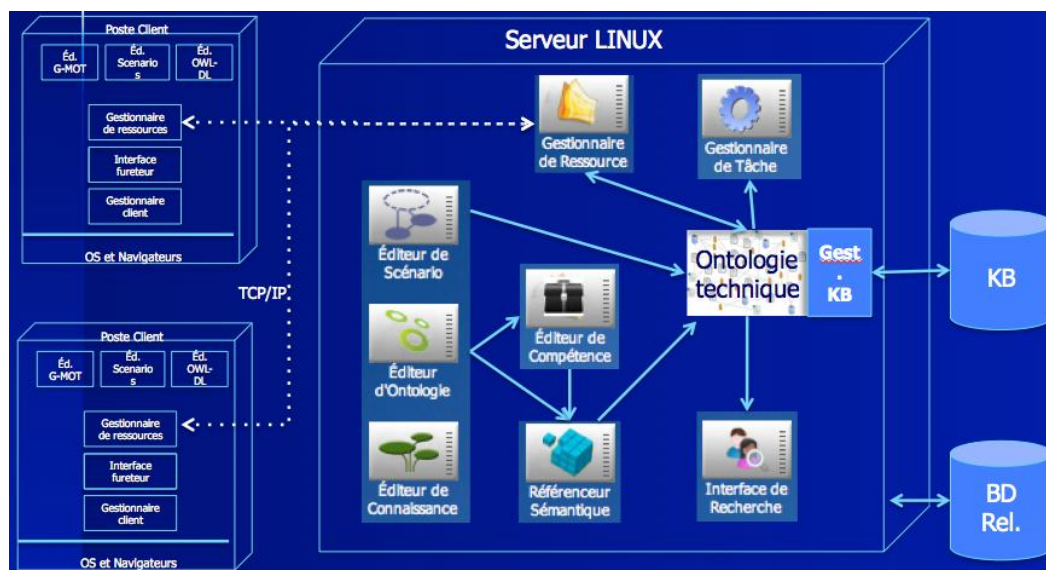 Poste Client
Éd.
G-MOT
Éd.
Scenario
s
Éd.
OWL-
DL
Gestionnaire
de ressources
Interface
fureteur
Gestionnaire
client
OS et Navigateurs
TCP/IP
Poste Client
Éd.
G-MOT
Éd.
Scenario
s
Éd.
OWL-
DL
Gestionnaire
de ressources
Interface
fureteur
Gestionnaire
client
OS et Navigateurs
Serveur LINUX
Gestionnaire
de Ressource
Gestionnaire
de Tâche
Éditeur de
Scénario
Ontologie
technique
Gest
.
KB
Éditeur
d'Ontologie
Éditeur de
Compétence
Éditeur de
Connaissance
Référenceur
Sémantique
Interface de
Recherche
KB
BD
Rel.